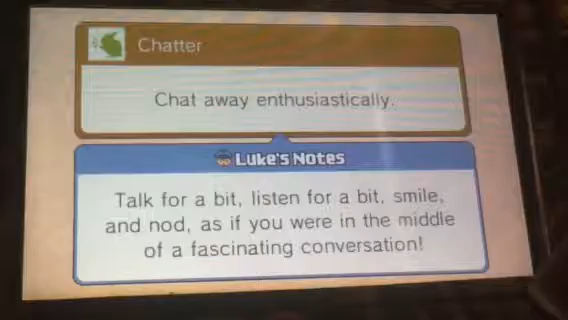 Chatter
Chat away enthusiastically.
Luke's Notes
Talk for a bit, listen for a bit, smile,
and nod, as if you were in the middle
of a fascinating conversation!